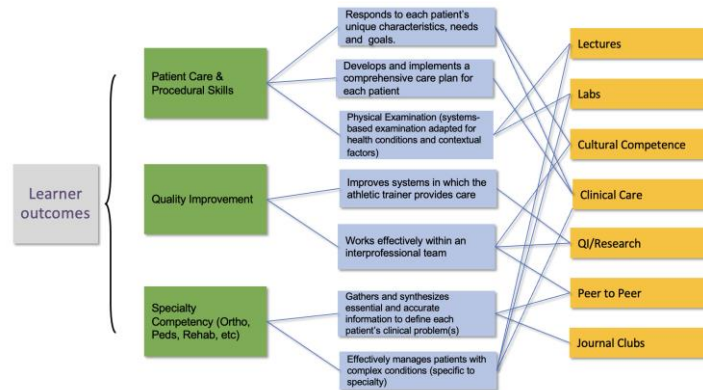 Learner
outcomes
Patient Care &
Procedural Skills
Quality Improvement
Specialty
Competency (Ortho,
Peds, Rehab, etc)
Responds to each patient's
unique characteristics, needs
and goals.
Develops and implements a
comprehensive care plan for
each patient
Physical Examination (systems-
based examination adapted for
health conditions and contextual
factors)
Improves systems in which the
athletic trainer provides care
Works effectively within an
interprofessional team
Gathers and synthesizes
essential and accurate
information to define each
patient's clinical problem(s)
Effectively manages patients with
complex conditions (specific to
specialty)
Lectures
Labs
Cultural Competence
Clinical Care
QI/Research
Peer to Peer
Journal Clubs